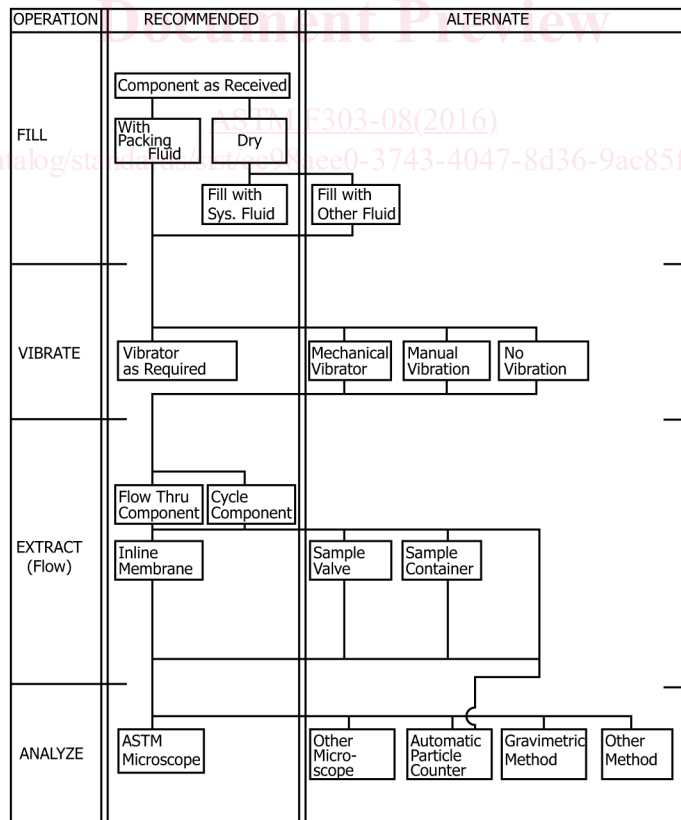 Document Preview
OPERATION
RECOMMENDED
ALTERNATE
ASTM F303-08(2016)
FILL
Component as Received
With
Packing
Fluid
Dry
Fill with
Sys. Fluid
Fill with
Other Fluid
VIBRATE
Vibrator
as Required
Mechanical
Vibrator
Manual
Vibration
No
Vibration
EXTRACT
(Flow)
Flow Thru
Component
Cycle
Component
Inline
Membrane
Sample
Valve
Sample
Container
ANALYZE
ASTM
Microscope
Other
Micro-
scope
Automatic
Particle
Counter
Gravimetric
Method
Other
Method